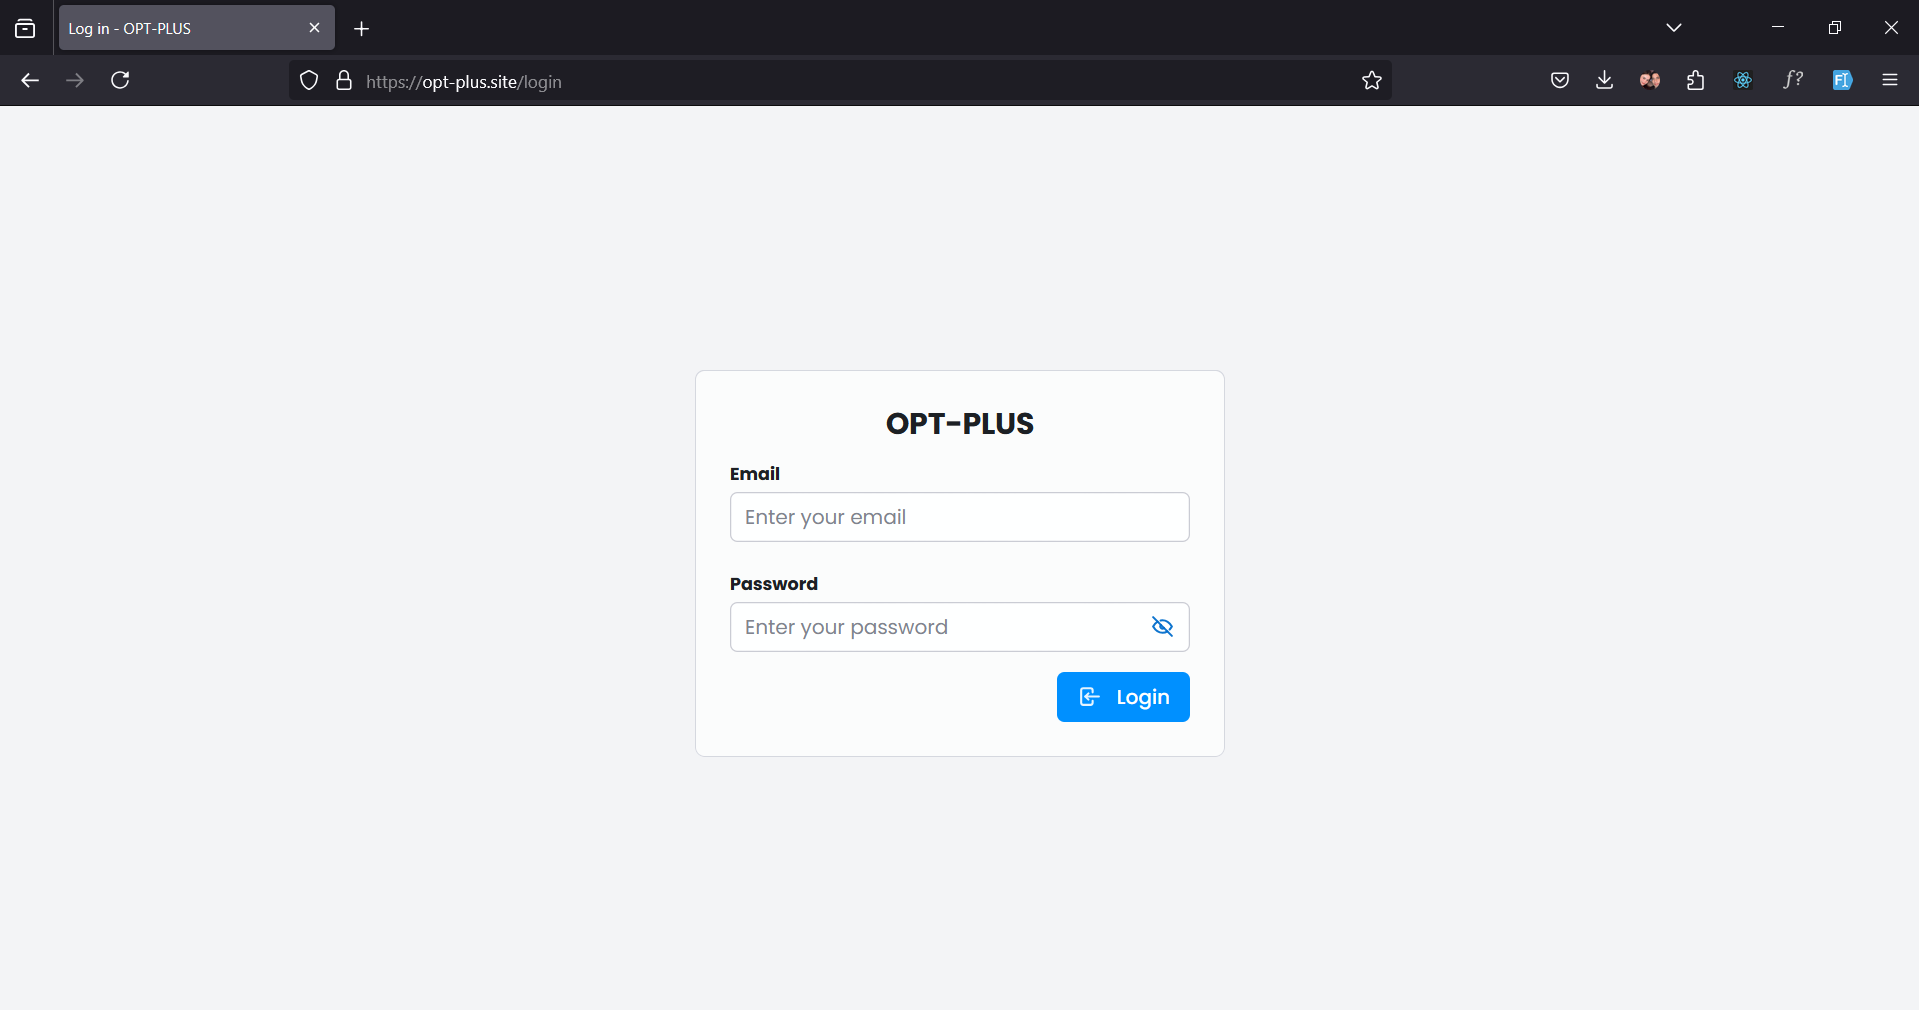 Log in - OPT-PLUS
https://opt-plus.site/login
f?
FI
OPT-PLUS
Email
Enter your email
Password
Enter your password
Login